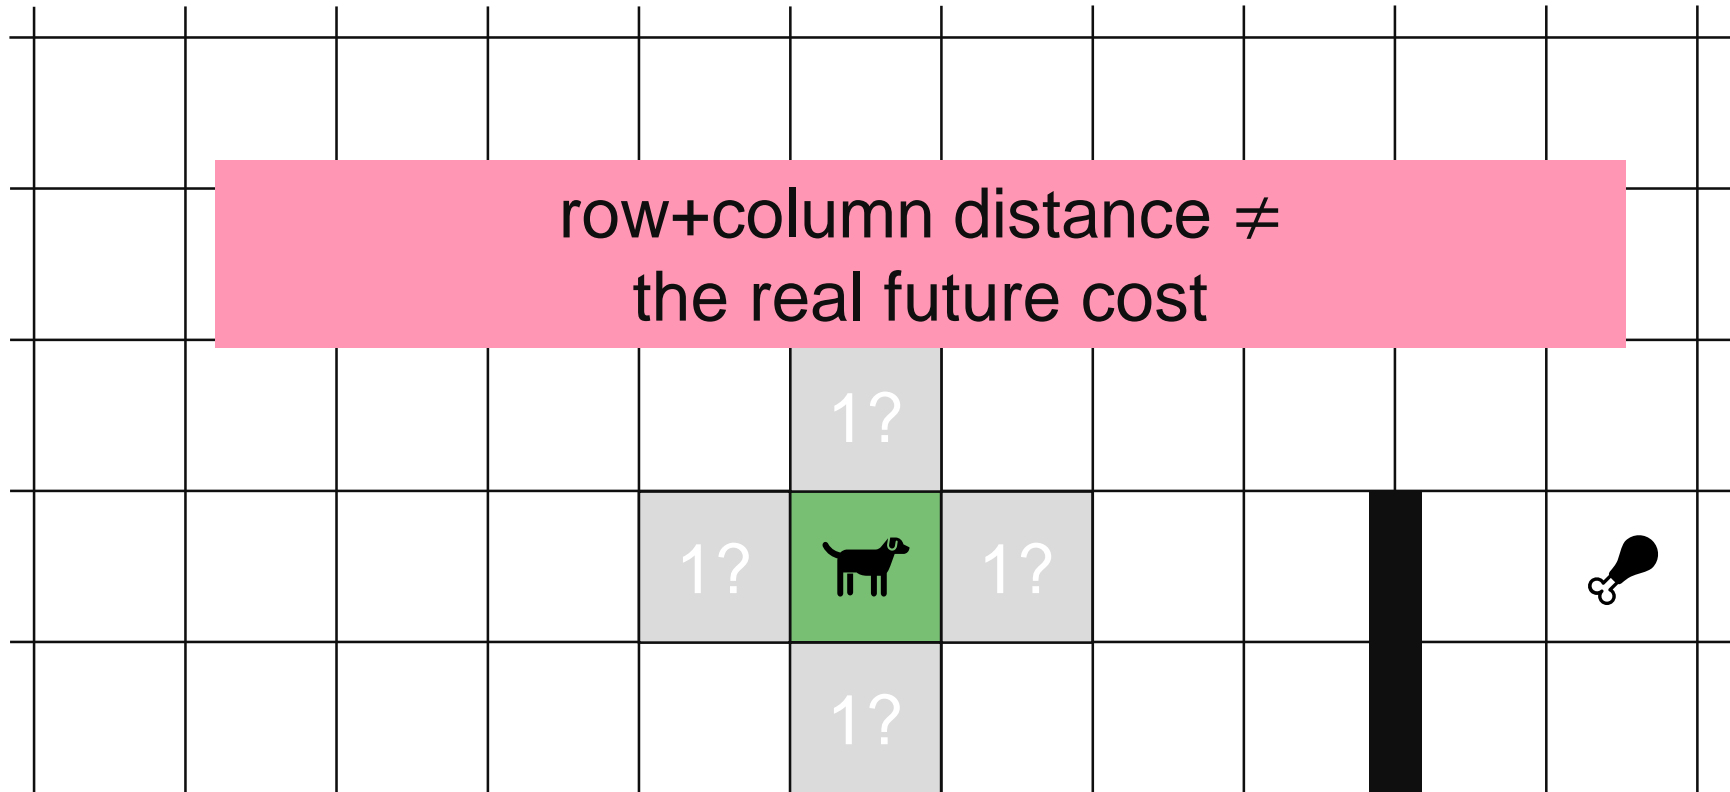 row+column distance ≠
the real future cost
1?
1? 1?
1?